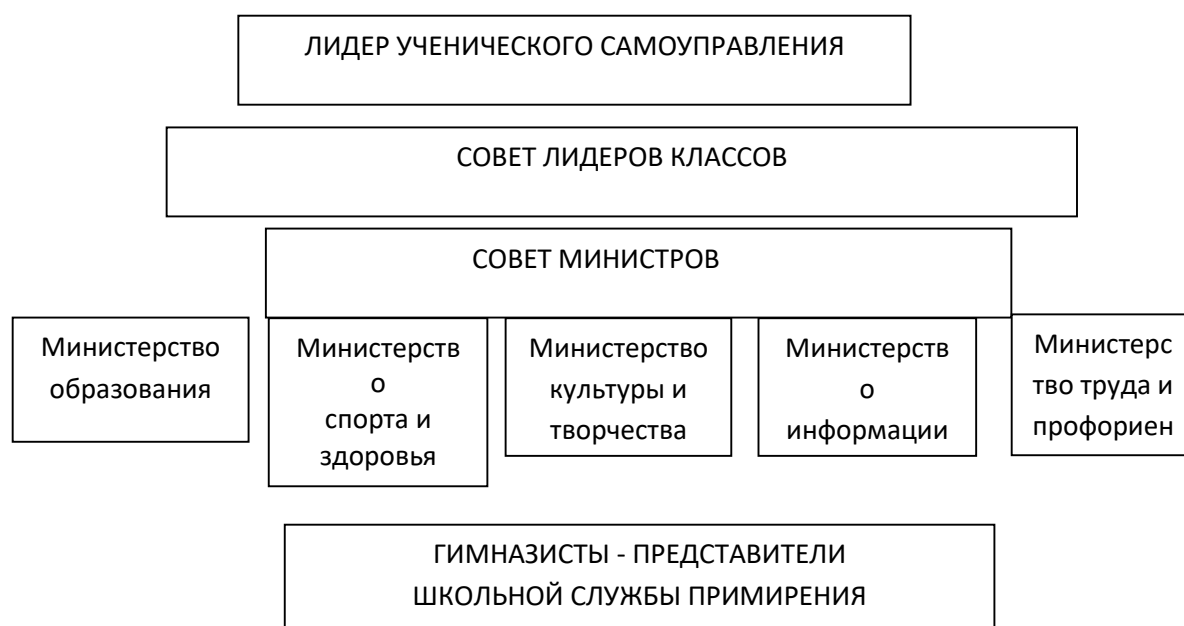 ЛИДЕР УЧЕНИЧЕСКОГО САМОУПРАВЛЕНИЯ
СОВЕТ ЛИДЕРОВ КЛАССОВ
СОВЕТ МИНИСТРОВ
Министерство
образования
Министерств
о
спорта и
здоровья
Министерство
культуры и
творчества
Министерств
о
информации
Министерс
тво труда и
профориен
ГИМНАЗИСТЫ - ПРЕДСТАВИТЕЛИ
ШКОЛЬНОЙ СЛУЖБЫ ПРИМИРЕНИЯ